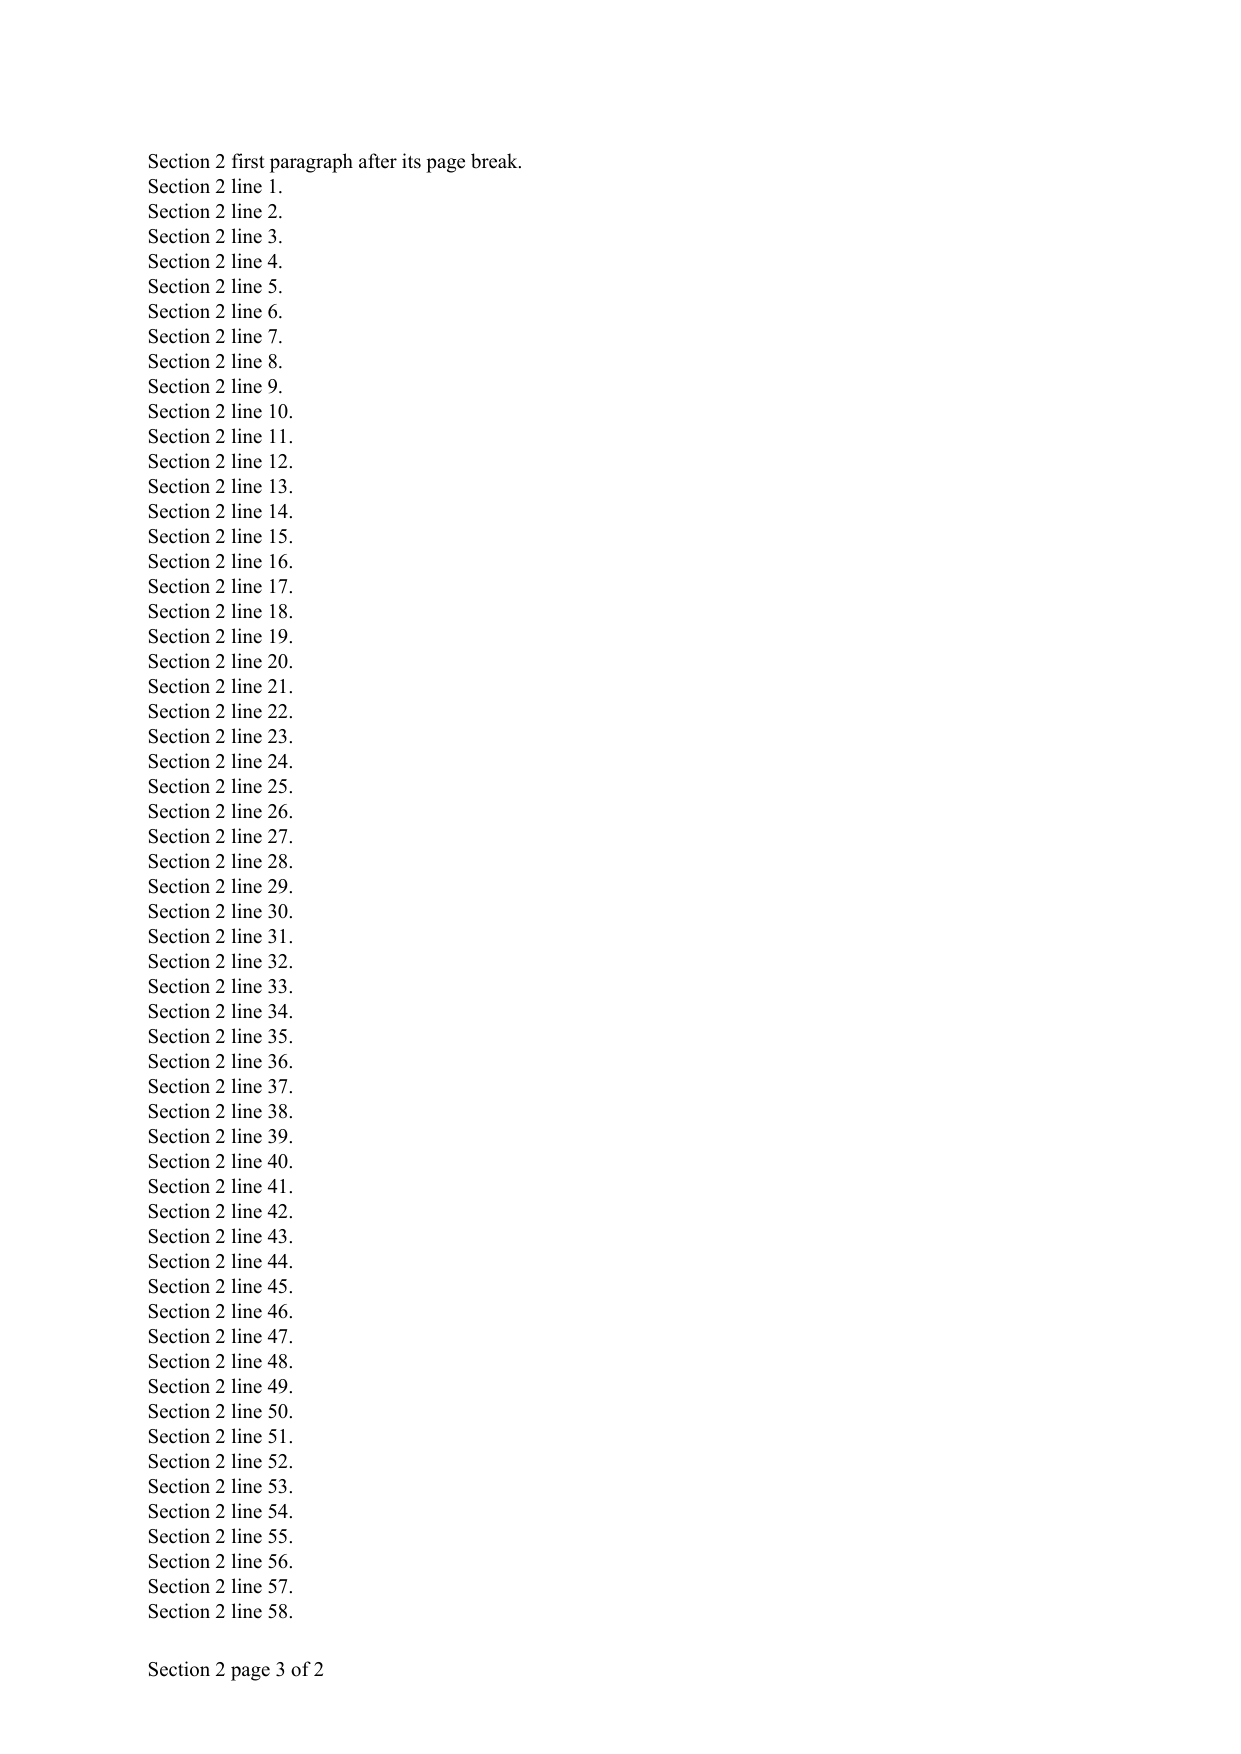 Section 2 first paragraph after its page break.
Section 2 line 1.
Section 2 line 2.
Section 2 line 3.
Section 2 line 4.
Section 2 line 5.
Section 2 line 6.
Section 2 line 7.
Section 2 line 8.
Section 2 line 9.
Section 2 line 10.
Section 2 line 11.
Section 2 line 12.
Section 2 line 13.
Section 2 line 14.
Section 2 line 15.
Section 2 line 16.
Section 2 line 17.
Section 2 line 18.
Section 2 line 19.
Section 2 line 20.
Section 2 line 21.
Section 2 line 22.
Section 2 line 23.
Section 2 line 24.
Section 2 line 25.
Section 2 line 26.
Section 2 line 27.
Section 2 line 28.
Section 2 line 29.
Section 2 line 30.
Section 2 line 31.
Section 2 line 32.
Section 2 line 33.
Section 2 line 34.
Section 2 line 35.
Section 2 line 36.
Section 2 line 37.
Section 2 line 38.
Section 2 line 39.
Section 2 line 40.
Section 2 line 41.
Section 2 line 42.
Section 2 line 43.
Section 2 line 44.
Section 2 line 45.
Section 2 line 46.
Section 2 line 47.
Section 2 line 48.
Section 2 line 49.
Section 2 line 50.
Section 2 line 51.
Section 2 line 52.
Section 2 line 53.
Section 2 line 54.
Section 2 line 55.
Section 2 line 56.
Section 2 line 57.
Section 2 line 58.
Section 2 page 3 of 2